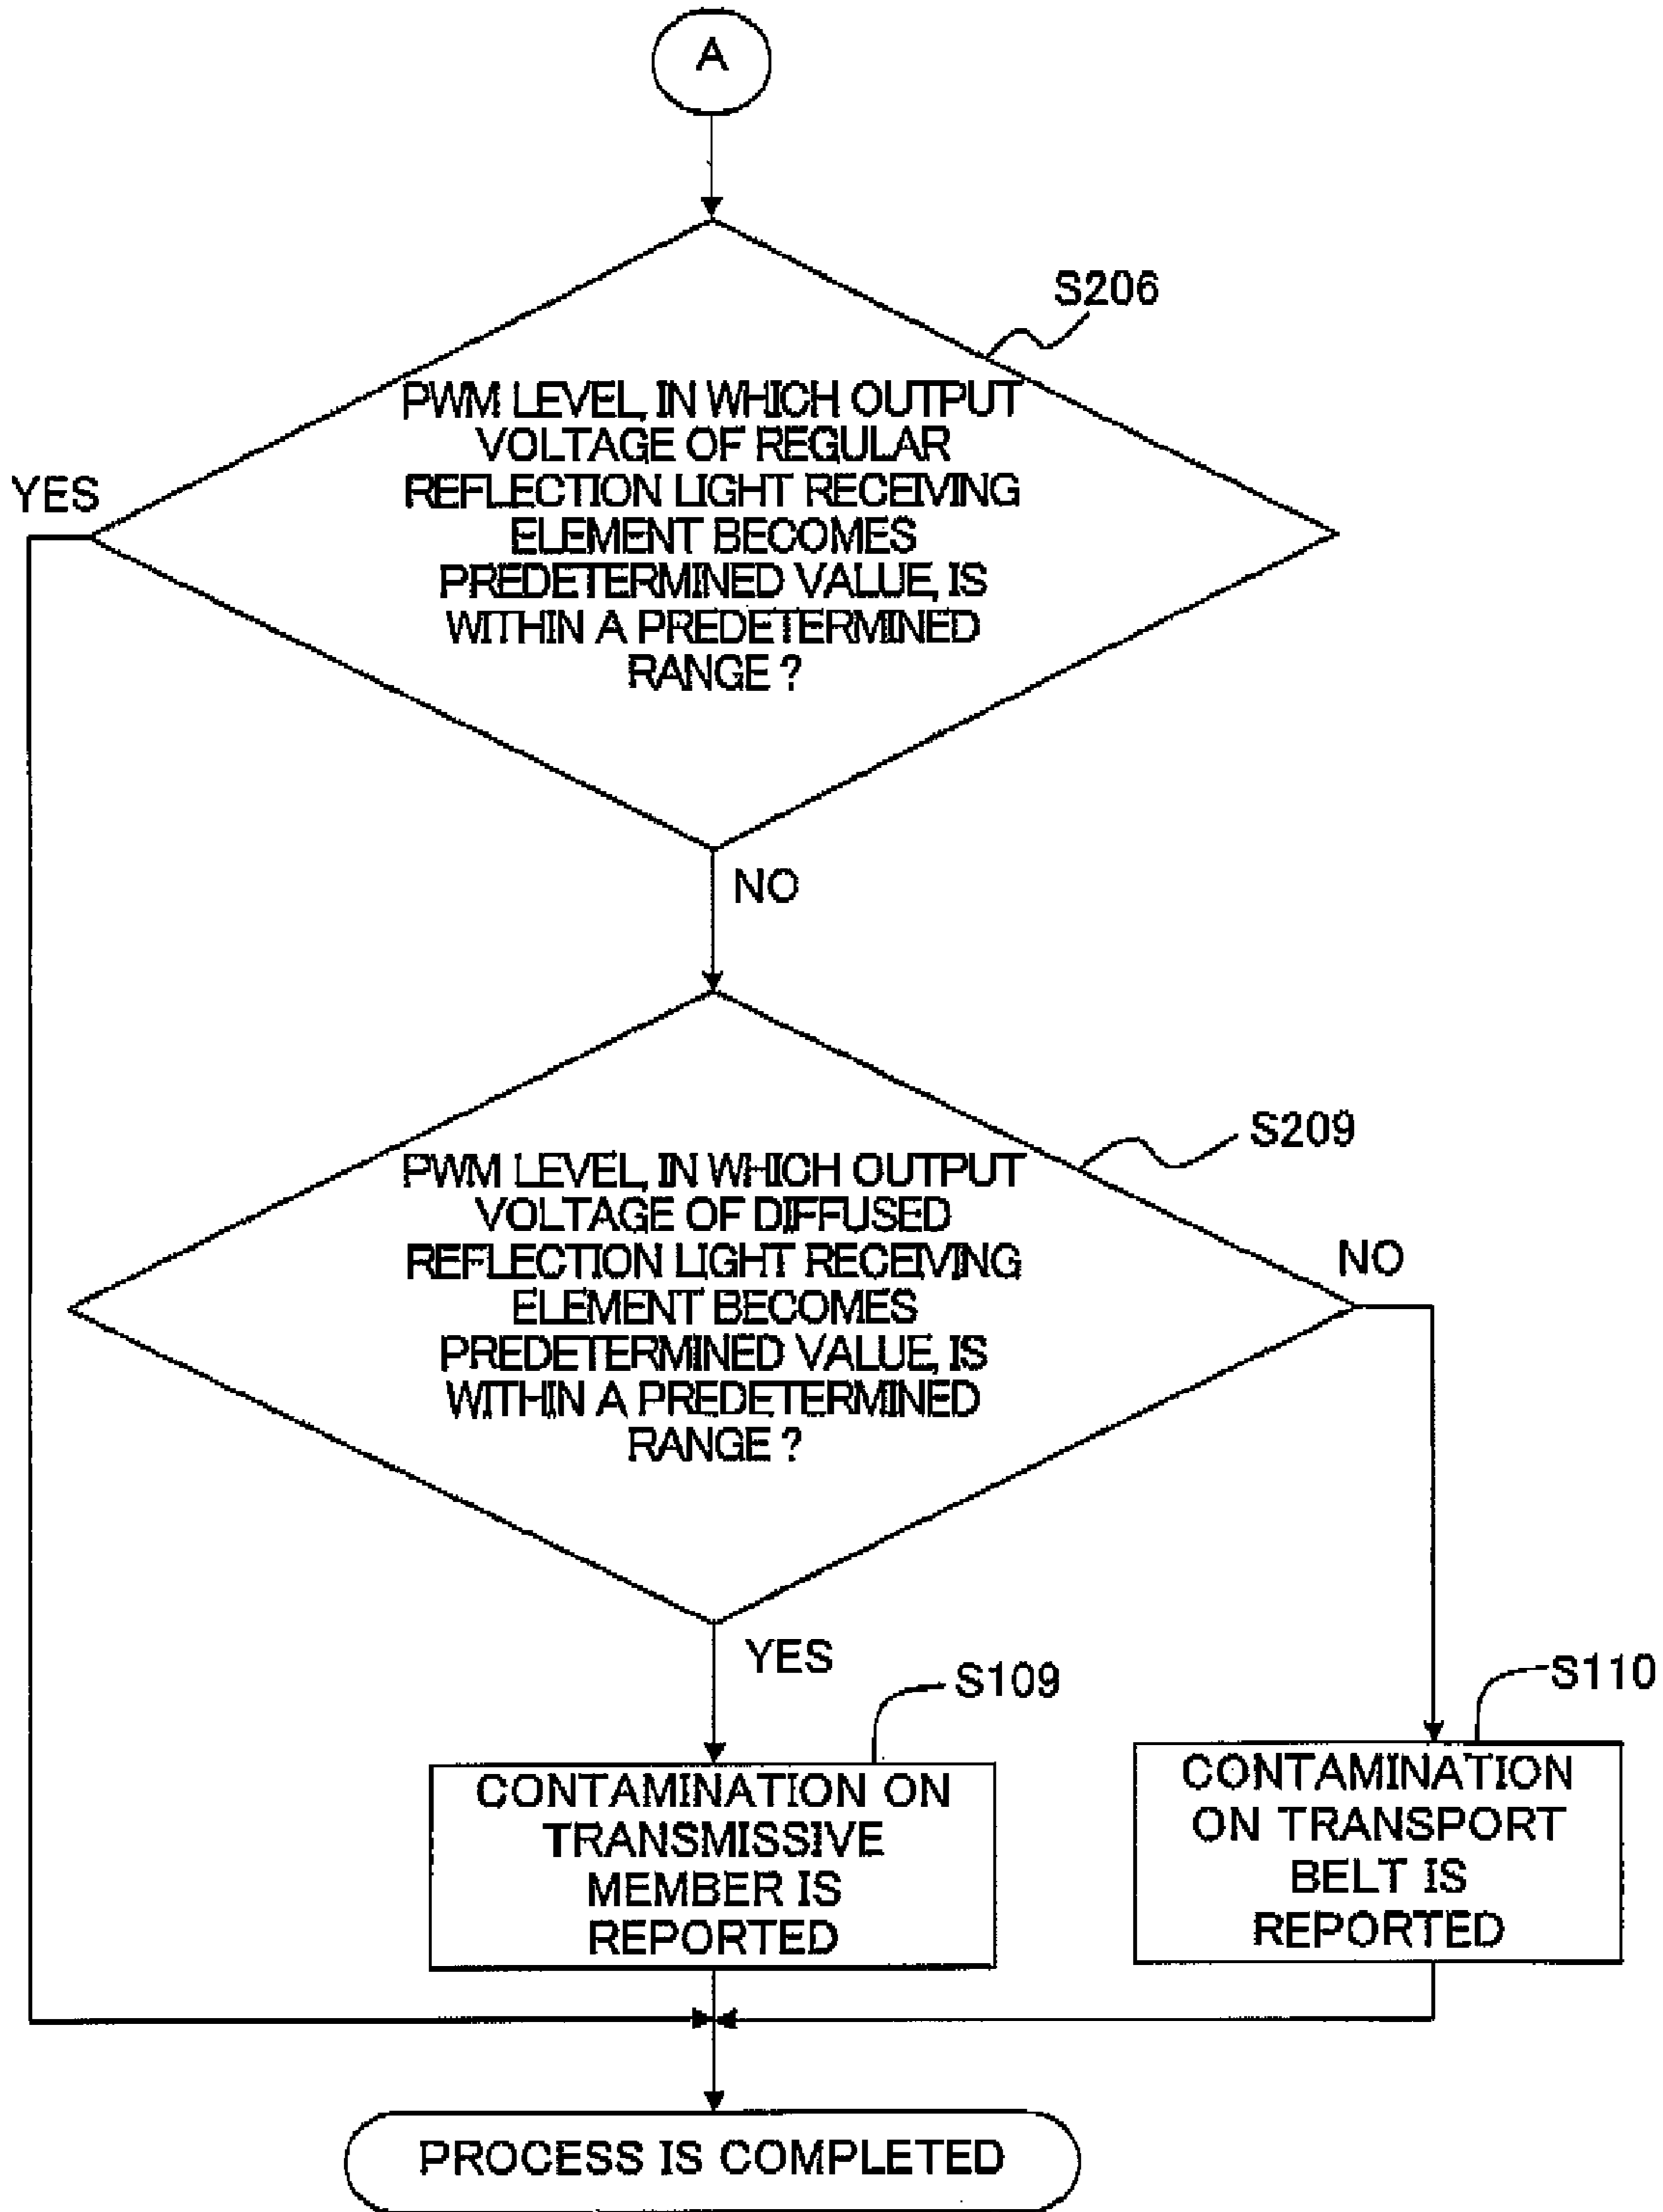 A
S206
PWM LEVEL, IN WHICH OUTPUT
VOLTAGE OF REGULAR
REFLECTION LIGHT RECEIVING
ELEMENT BECOMES
PREDETERMINED VALUE, IS
WITHIN A PREDETERMINED
RANGE ?
YES
NO
S209
PWM LEVEL, IN WHICH OUTPUT
VOLTAGE OF DIFFUSED
REFLECTION LIGHT RECEIVING
ELEMENT BECOMES
PREDETERMINED VALUE, IS
WITHIN A PREDETERMINED
RANGE ?
NO
YES
S109
CONTAMINATION ON
TRANSMISSIVE
MEMBER IS
REPORTED
S110
CONTAMINATION
ON TRANSPORT
BELT IS
REPORTED
PROCESS IS COMPLETED